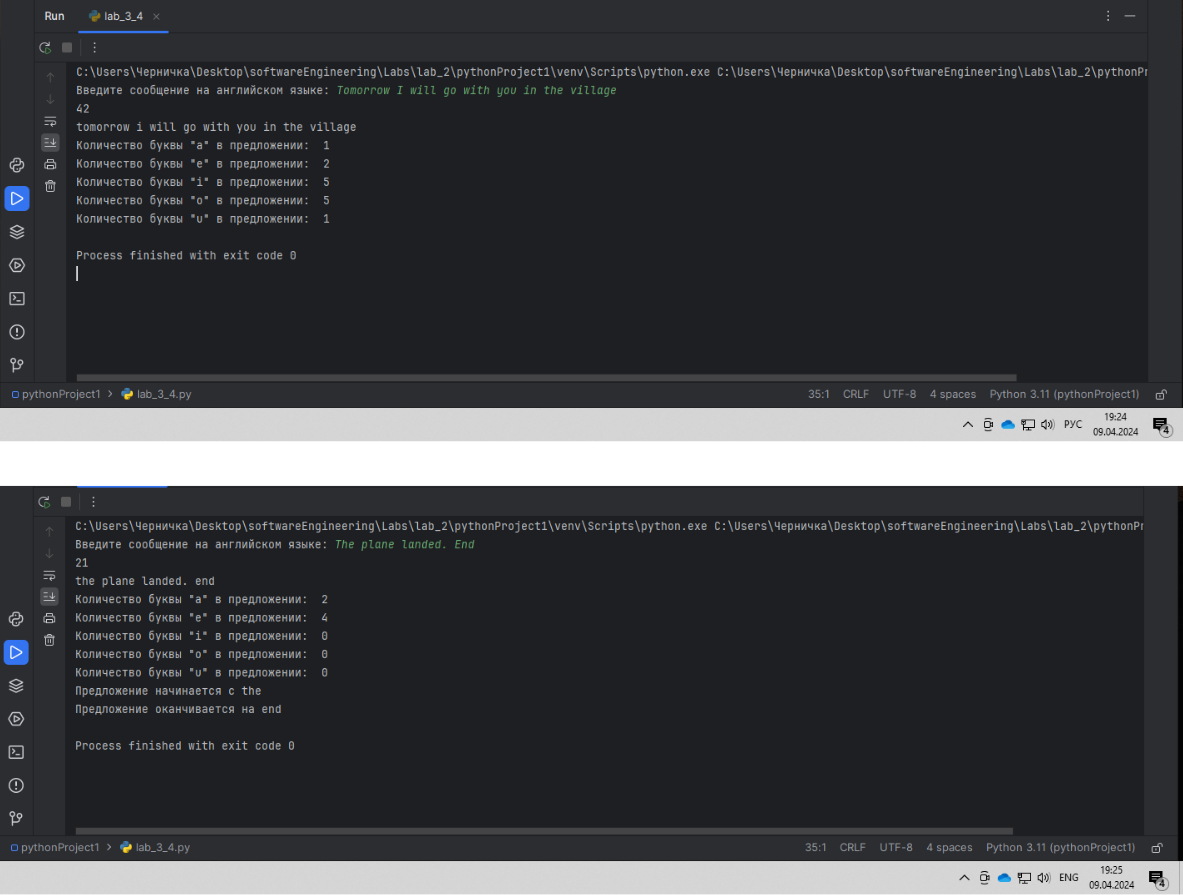 Run lab_3_4
C:\Users\Черничка\Desktop\softwareEngineering\Labs\lab_2\pythonProject1\venv\Scripts\python.exe C:\Users\Черничка\Desktop\softwareEngineering\Labs\lab_2\pythonPr
Введите сообщение на английском языке: Tomorrow I will go with you in the village
42
tomorrow i will go with you in the village
Количество буквы "a" в предложении: 1
Количество буквы "e" в предложении: 2
Количество буквы "i" в предложении: 5
Количество буквы "o" в предложении: 5
Количество буквы "u" в предложении: 1
Process finished with exit code 0
pythonProject1 > lab_3_4.py 35:1 CRLF UTF-8 4 spaces Python 3.11 (pythonProject1)
19:24
РУС
09.04.2024
4
C:\Users\Черничка\Desktop\softwareEngineering\Labs\lab_2\pythonProject1\venv\Scripts\python.exe C:\Users\Черничка\Desktop\softwareEngineering\Labs\lab_2\pythonPr
Введите сообщение на английском языке: The plane landed. End
21
the plane landed. end
Количество буквы "a" в предложении: 2
Количество буквы "e" в предложении: 4
Количество буквы "i" в предложении: 0
Количество буквы "o" в предложении: 0
Количество буквы "u" в предложении: 0
Предложение начинается с the
Предложение оканчивается на end
Process finished with exit code 0
pythonProject1 > lab_3_4.py 35:1 CRLF UTF-8 4 spaces Python 3.11 (pythonProject1)
19:25
ENG
09.04.2024
4